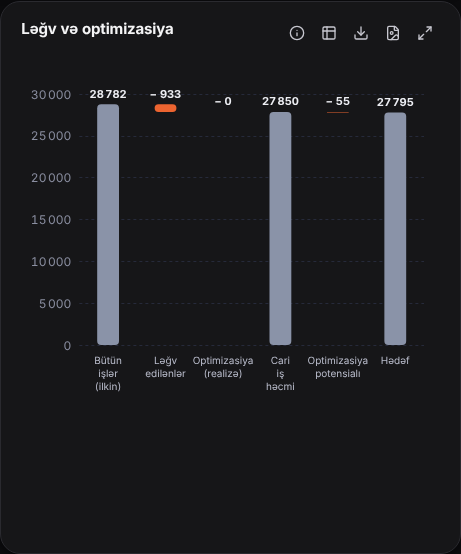 Ləğv və optimizasiya
30 000
28 782
– 933
– 0
27 850
– 55
27 795
25 000
20 000
15 000
10 000
5 000
0
Bütün
işlər
(ilkin)
Ləğv
edilənlər
Optimizasiya
(realizə)
Cari
iş
həcmi
Optimizasiya
potensialı
Hədəf